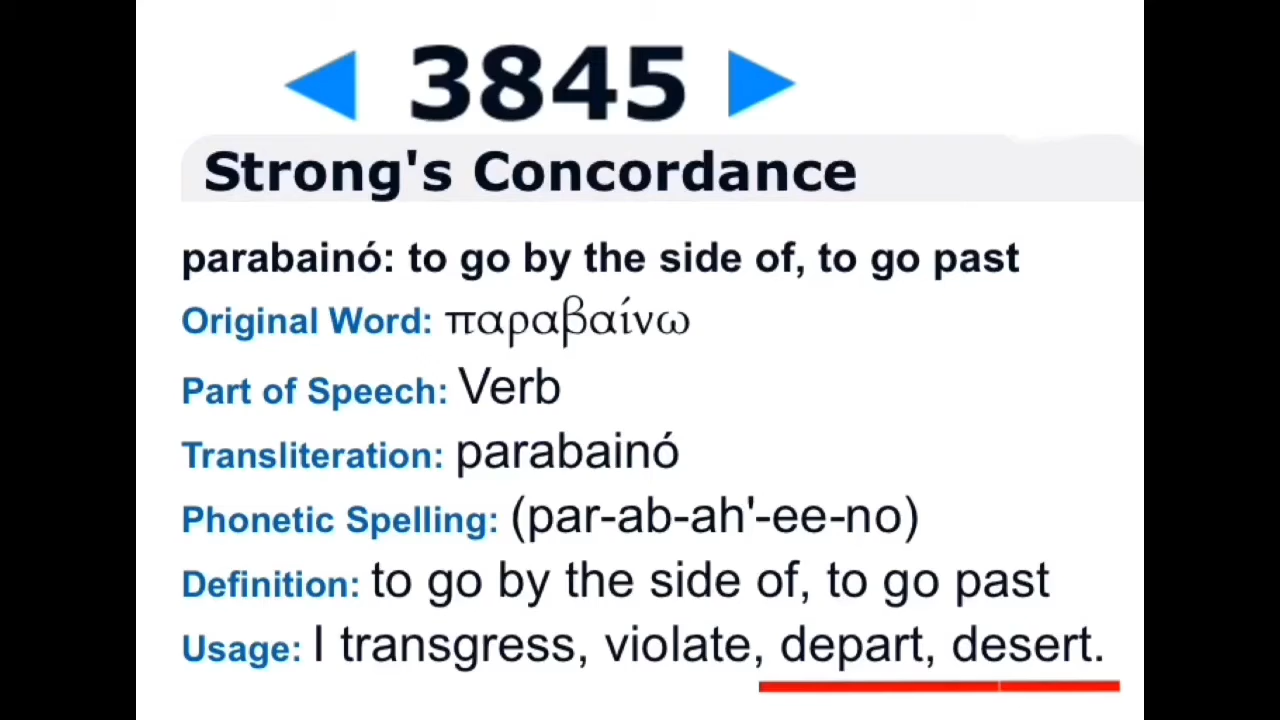 3845
Strong's Concordance
parabainó: to go by the side of, to go past
Original Word: παραβαίνω
Part of Speech: Verb
Transliteration: parabainó
Phonetic Spelling: (par-ab-ah'-ee-no)
Definition: to go by the side of, to go past
Usage: I transgress, violate, depart, desert.